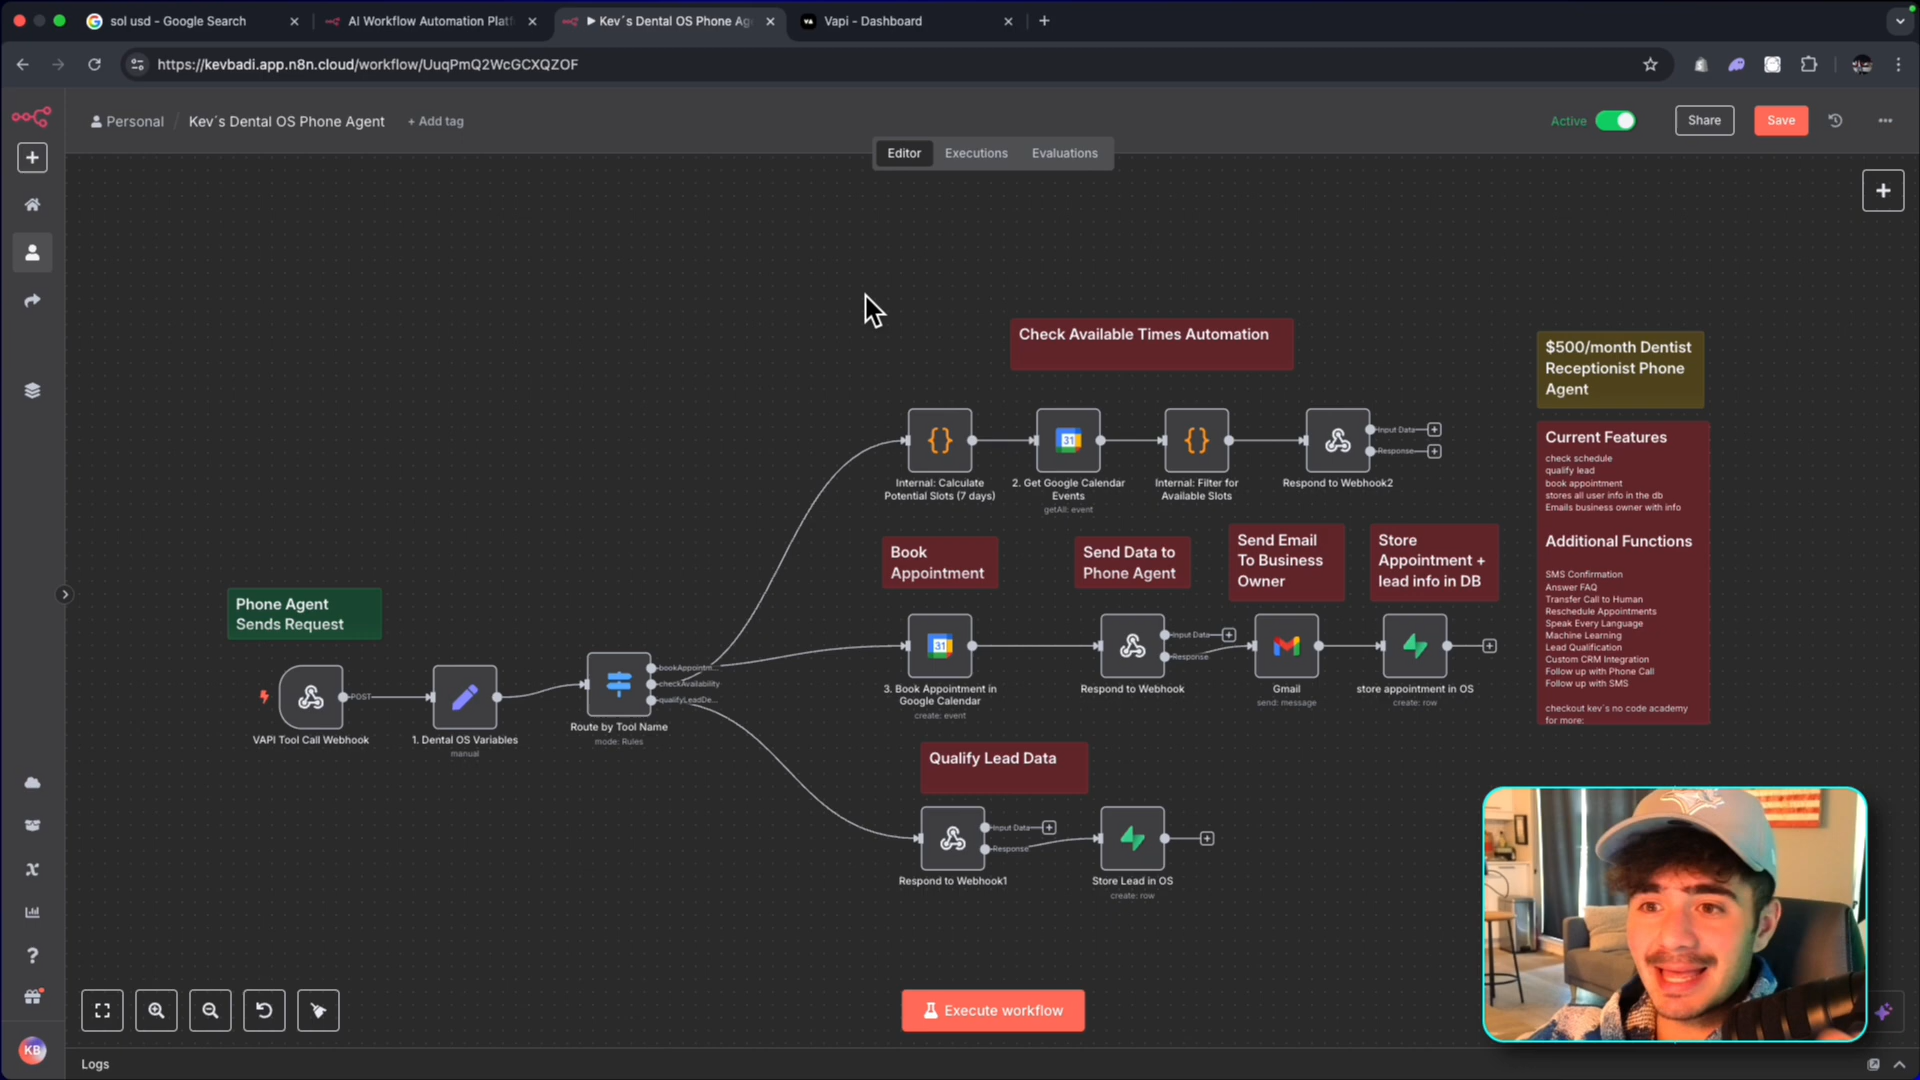 sol usd - Google Search
AI Workflow Automation Platf
▶ Kev´s Dental OS Phone Ag
Vapi - Dashboard
https://kevbadi.app.n8n.cloud/workflow/UuqPmQ2WcGCXQZOF
Personal / Kev´s Dental OS Phone Agent + Add tag
Active
Share
Save
Editor
Executions
Evaluations
Check Available Times Automation
$500/month Dentist
Receptionist Phone
Agent
Internal: Calculate
Potential Slots (7 days)
2. Get Google Calendar
Events
getAll: event
Internal: Filter for
Available Slots
Respond to Webhook2
Input Data
Response
Current Features
check schedule
qualify lead
book appointment
stores all user info in the db
Emails business owner with info
Additional Functions
SMS Confirmation
Answer FAQ
Transfer Call to Human
Reschedule Appointments
Speak Every Language
Machine Learning
Lead Qualification
Custom CRM Integration
Follow up with Phone Call
Follow up with SMS
checkout kev´s no code academy
for more:
Book
Appointment
Send Data to
Phone Agent
Send Email
To Business
Owner
Store
Appointment +
lead info in DB
3. Book Appointment in
Google Calendar
create: event
Respond to Webhook
Input Data
Response
Gmail
send: message
store appointment in OS
create: row
Phone Agent
Sends Request
VAPI Tool Call Webhook
POST
1. Dental OS Variables
manual
Route by Tool Name
mode: Rules
bookAppointm...
checkAvailability
qualifyLeadDe...
Qualify Lead Data
Respond to Webhook1
Input Data
Response
Store Lead in OS
create: row
Execute workflow
KB
Logs
31
31